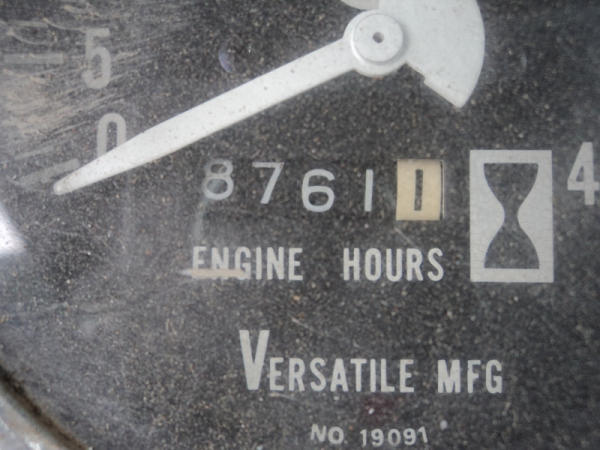 5
0
87611
4
ENGINE HOURS
VERSATILE MFG
NO. 19091